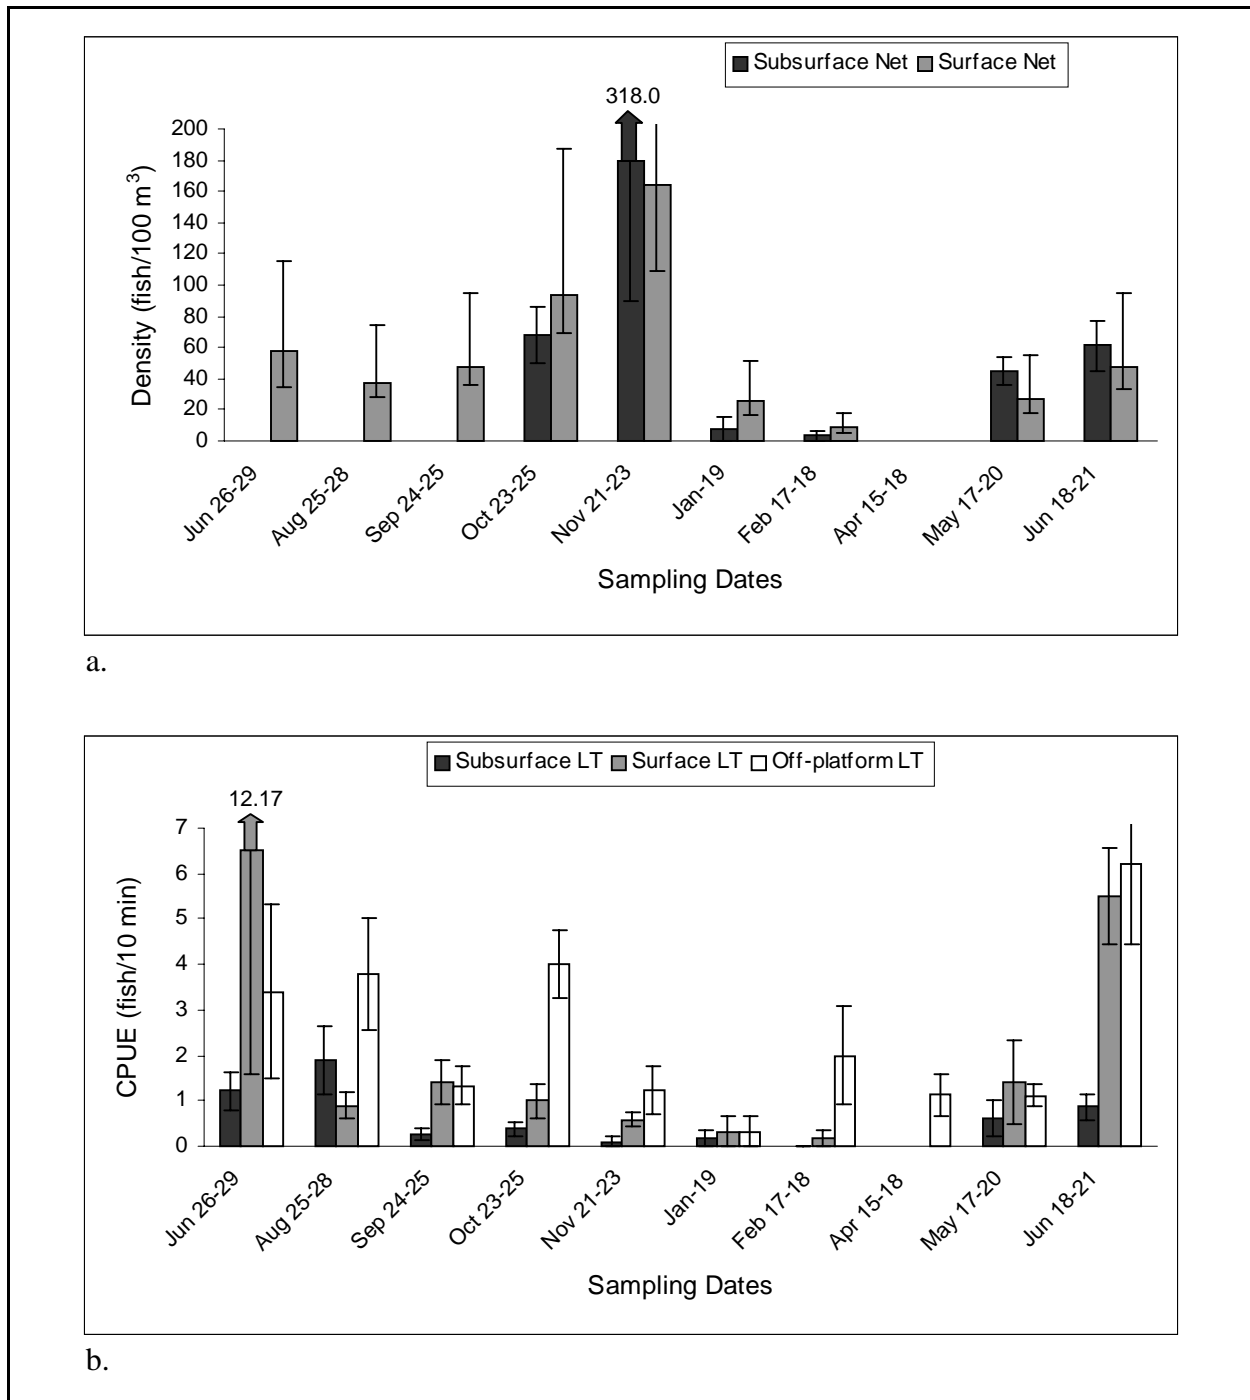 Subsurface Net Surface Net
318.0
200
180
160
140
120
100
80
60
40
20
0
Density (fish/100 m³)
Jun 26-29
Aug 25-28
Sep 24-25
Oct 23-25
Nov 21-23
Jan-19
Feb 17-18
Apr 15-18
May 17-20
Jun 18-21
Sampling Dates
a.
Subsurface LT Surface LT Off-platform LT
12.17
7
6
5
4
3
2
1
0
CPUE (fish/10 min)
Jun 26-29
Aug 25-28
Sep 24-25
Oct 23-25
Nov 21-23
Jan-19
Feb 17-18
Apr 15-18
May 17-20
Jun 18-21
Sampling Dates
b.